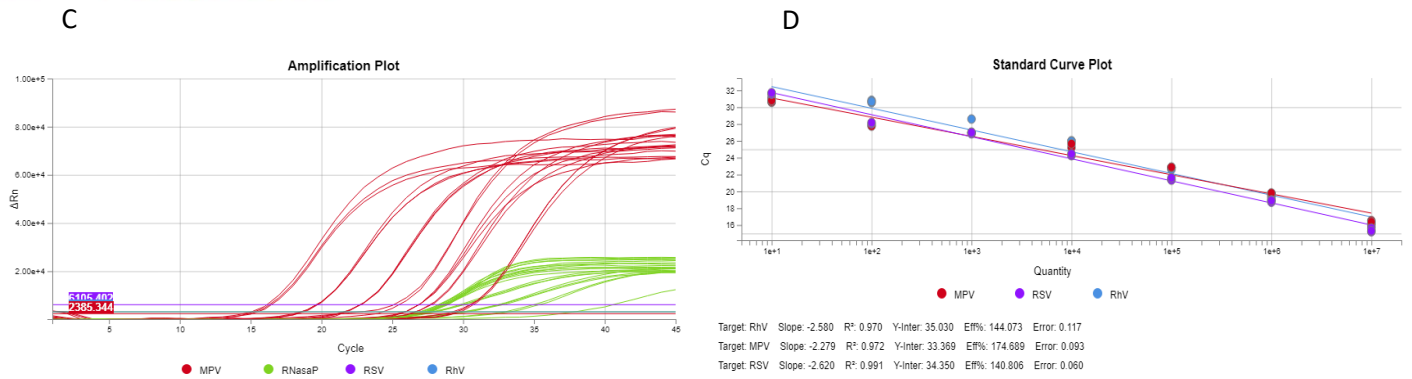 C
D
Amplification Plot
1.00e+5
8.00e+4
6.00e+4
4.00e+4
2.00e+4
ΔRn
6105.402
2385.344
5 10 15 20 25 30 35 40 45
Cycle
MPV RNasaP RSV RhV
Standard Curve Plot
32
30
28
26
24
22
20
18
16
Cq
1e+1 1e+2 1e+3 1e+4 1e+5 1e+6 1e+7
Quantity
MPV RSV RhV
Target: RhV Slope: -2.580 R²: 0.970 Y-Inter: 35.030 Eff%: 144.073 Error: 0.117
Target: MPV Slope: -2.279 R²: 0.972 Y-Inter: 33.369 Eff%: 174.689 Error: 0.093
Target: RSV Slope: -2.620 R²: 0.991 Y-Inter: 34.350 Eff%: 140.806 Error: 0.060